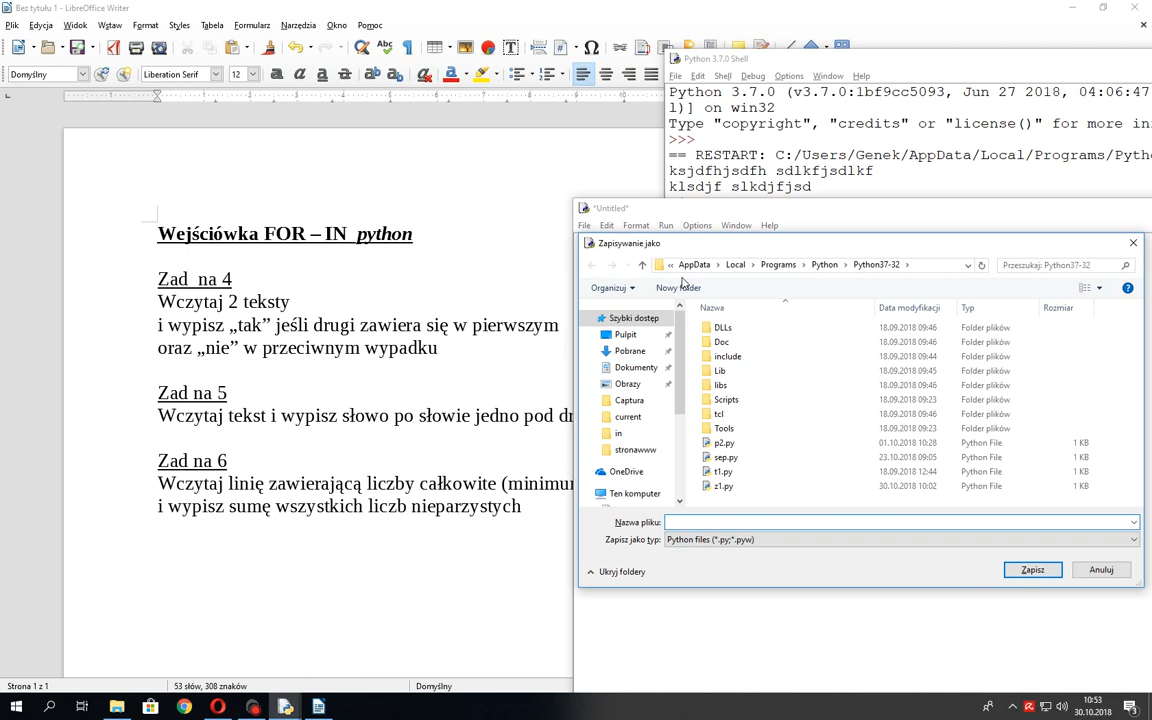 Bez tytułu 1 - LibreOffice Writer
Plik Edycja Widok Wstaw Format Style Tabela Formularz Narzędzia Okno Pomoc
Domyślny Liberation Serif 12
Wejściówka FOR – IN python
Zad na 4
Wczytaj 2 teksty
i wypisz „tak” jeśli drugi zawiera się w pierwszym
oraz „nie” w przeciwnym wypadku
Zad na 5
Wczytaj tekst i wypisz słowo po słowie jedno pod
Zad na 6
Wczytaj linię zawierającą liczby całkowite
i wypisz sumę wszystkich liczb nieparzystych
Strona 1 z 1 53 słów, 308 znaków Domyślny
Python 3.7.0 Shell
File Edit Shell Debug Options Window Help
Python 3.7.0 (v3.7.0:1bf9cc5093, Jun 27 2018, 04:06:47
l)] on win32
Type "copyright", "credits" or "license()" for more
>>>
== RESTART: C:/Users/Genek/AppData/Local/Programs/
ksjdfhjsdfh sdlkfjsdlkf
klsdjf slkdjfjsd
*Untitled*
File Edit Format Run Options Window Help
Zapisywanie jako
« AppData › Local › Programs › Python › Python37-32 ›
Przeszukaj: Python37-32
Organizuj Nowy folder
Szybki dostęp
Pulpit
Pobrane
Dokumenty
Obrazy
Captura
current
in
stronawww
OneDrive
Ten komputer
Nazwa Data modyfikacji Typ Rozmiar
DLLs 18.09.2018 09:46 Folder plików
Doc 18.09.2018 09:46 Folder plików
include 18.09.2018 09:44 Folder plików
Lib 18.09.2018 09:45 Folder plików
libs 18.09.2018 09:46 Folder plików
Scripts 18.09.2018 09:23 Folder plików
tcl 18.09.2018 09:46 Folder plików
Tools 18.09.2018 09:23 Folder plików
p2.py 01.10.2018 10:28 Python File 1 KB
sep.py 23.10.2018 09:05 Python File 1 KB
t1.py 18.09.2018 12:44 Python File 1 KB
z1.py 30.10.2018 10:02 Python File 1 KB
Nazwa pliku:
Zapisz jako typ: Python files (*.py;*.pyw)
Ukryj foldery Zapisz Anuluj
10:53
30.10.2018
3